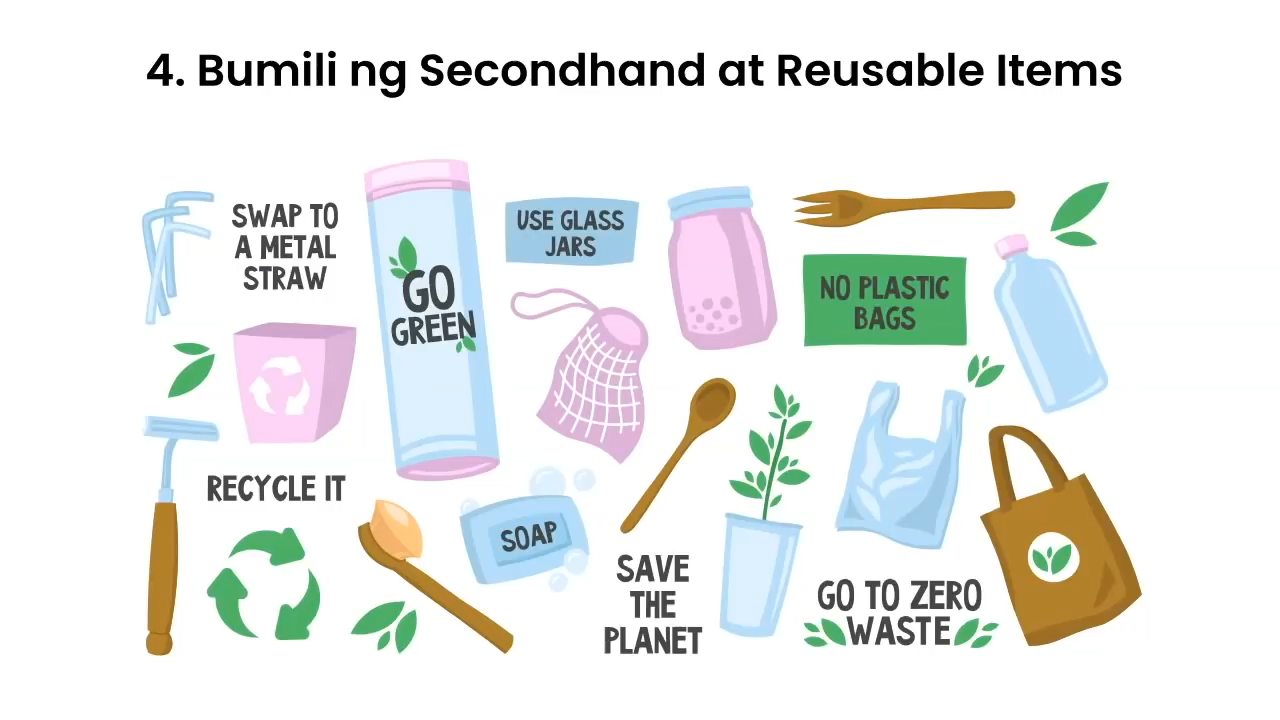 4. Bumili ng Secondhand at Reusable Items
SWAP TO
A METAL
STRAW
GO
GREEN
USE GLASS
JARS
NO PLASTIC
BAGS
RECYCLE IT
SOAP
SAVE
THE
PLANET
GO TO ZERO
WASTE